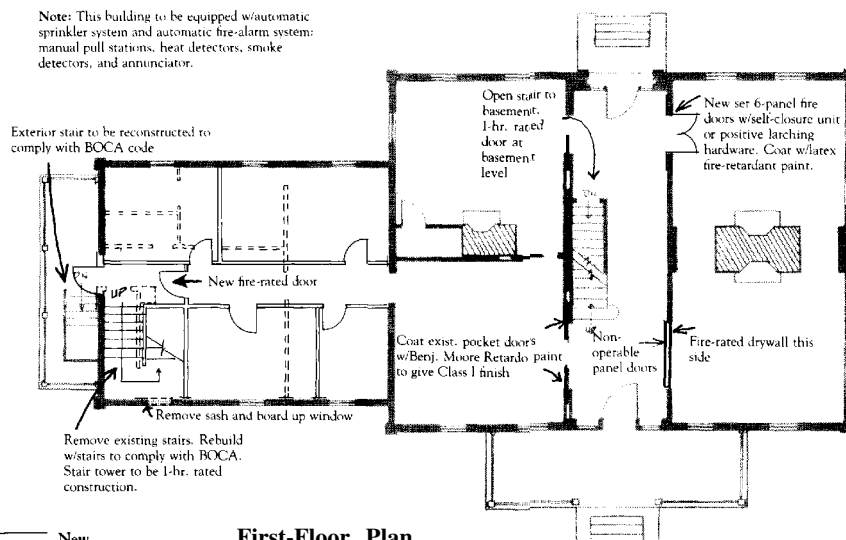 Note: This building to be equipped w/automatic
sprinkler system and automatic fire-alarm system:
manual pull stations, heat detectors, smoke
detectors, and annunciator.
Exterior stair to be reconstructed to
comply with BOCA code
Open stair to
basement,
1-hr. rated
door at
basement
level
New set 6-panel fire
doors w/self-closure unit
or positive larching
hardware. Coat w/latex
fire-retardant paint.
DN
UP
New fire-rated door
DN
UP
Coat exist. pocket doors
w/Benj. Moore Retardo paint
to give Class I finish
Non-
operable
panel doors
Fire-rated drywall this
side
Remove sash and board up window
Remove existing stairs. Rebuild
w/stairs to comply with BOCA.
Stair tower to be 1-hr. rated
construction.
New
First-Floor Plan